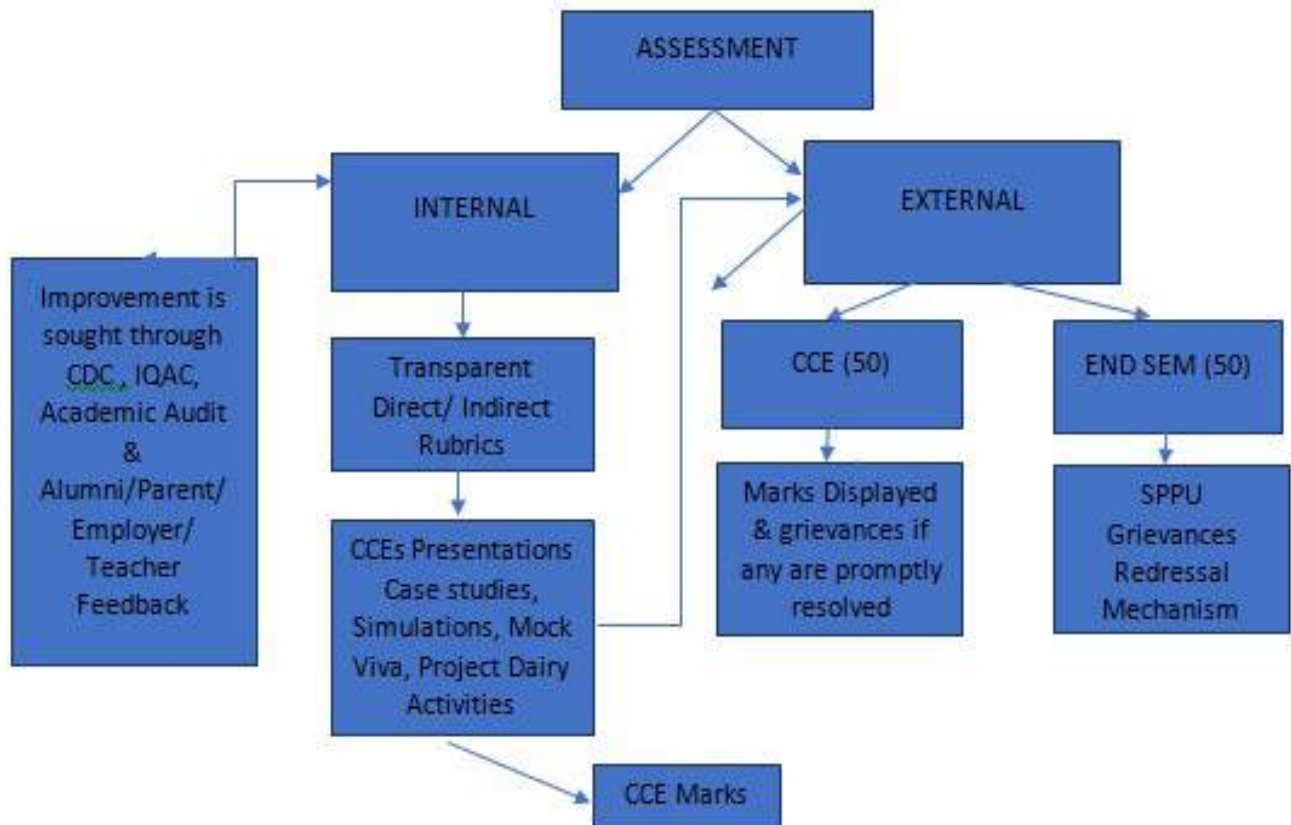 ASSESSMENT
INTERNAL
EXTERNAL
Improvement is
sought through
CDC , IQAC,
Academic Audit
&
Alumni/Parent/
Employer/
Teacher
Feedback
Transparent
Direct/ Indirect
Rubrics
CCEs Presentations
Case studies,
Simulations, Mock
Viva, Project Dairy
Activities
CCE Marks
CCE (50)
Marks Displayed
& grievances if
any are promptly
resolved
END SEM (50)
SPPU
Grievances
Redressal
Mechanism